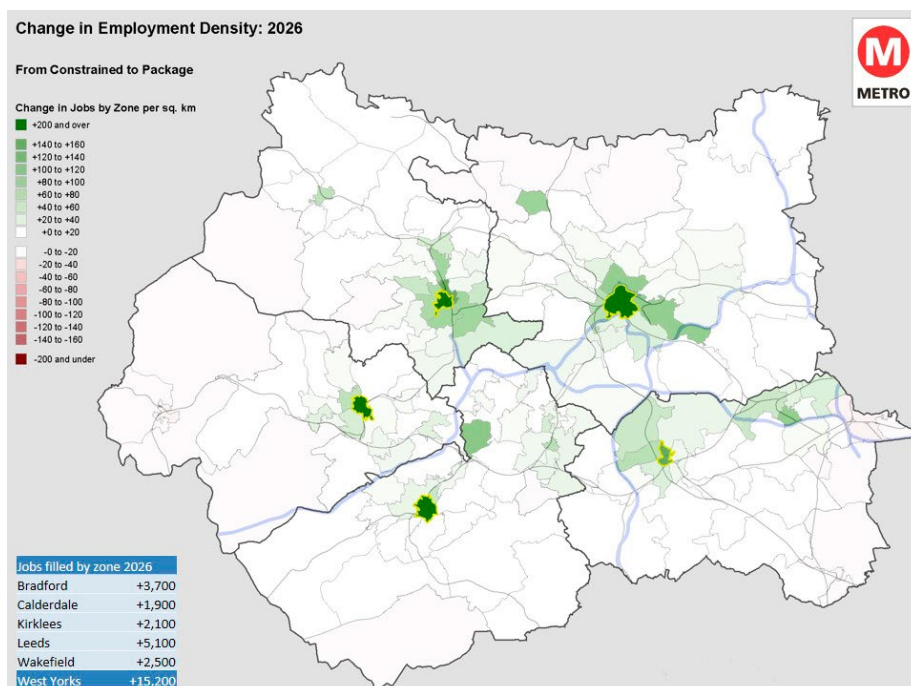 Change in Employment Density: 2026
From Constrained to Package
Change in Jobs by Zone per sq. km
+200 and over
+140 to +160
+120 to +140
+100 to +120
+80 to +100
+60 to +80
+40 to +60
+20 to +40
+0 to +20
-0 to -20
-20 to -40
-40 to -60
-60 to -80
-80 to -100
-100 to -120
-120 to -140
-140 to -160
-200 and under
M
METRO
Jobs filled by zone 2026
Bradford +3,700
Calderdale +1,900
Kirklees +2,100
Leeds +5,100
Wakefield +2,500
West Yorks +15,200